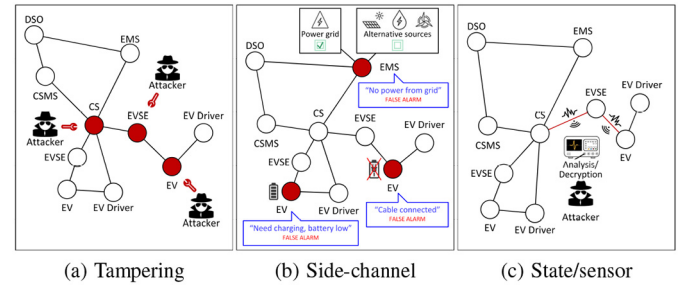 DSO
EMS
Attacker
CSMS
CS
EVSE
EV Driver
Attacker
EVSE
EV
EV
EV Driver
Attacker
(a) Tampering
Power grid
Alternative sources
DSO
EMS
"No power from grid"
FALSE ALARM
CS
EVSE
EV Driver
CSMS
EVSE
EV
EV
EV Driver
"Cable connected"
FALSE ALARM
"Need charging, battery low"
FALSE ALARM
(b) Side-channel
DSO
EMS
EVSE
EV Driver
CS
CSMS
EV
EVSE
Analysis/
Decryption
EV
EV Driver
Attacker
(c) State/sensor